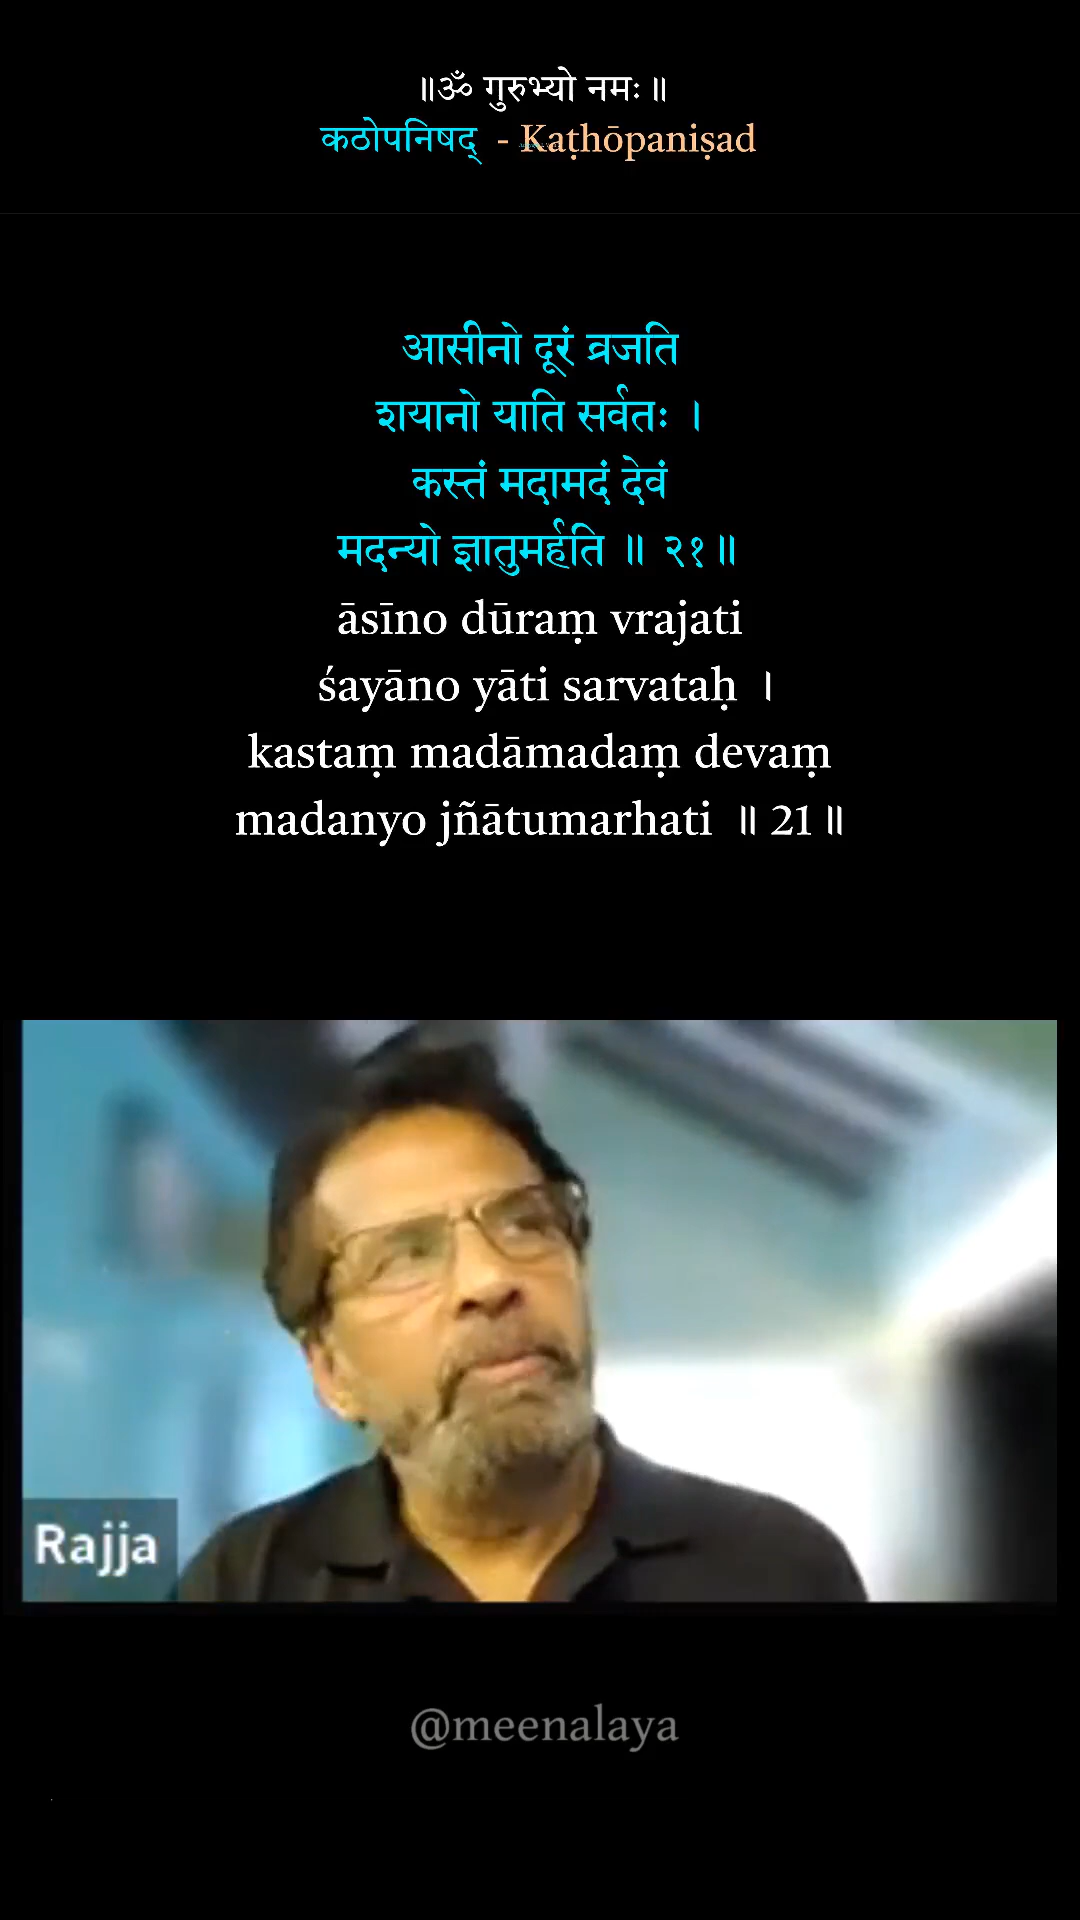 ॥ॐ गुरुभ्यो नमः॥
कठोपनिषद् - Kaṭhōpaniṣad
आसीनो दूरं व्रजति
शयानो याति सर्वतः ।
कस्तं मदामदं देवं
मदन्यो ज्ञातुमर्हति ॥ २१॥
āsīno dūraṃ vrajati
śayāno yāti sarvataḥ ।
kastaṃ madāmadaṃ devaṃ
madanyo jñātumarhati ॥ 21॥
Rajja
@meenalaya